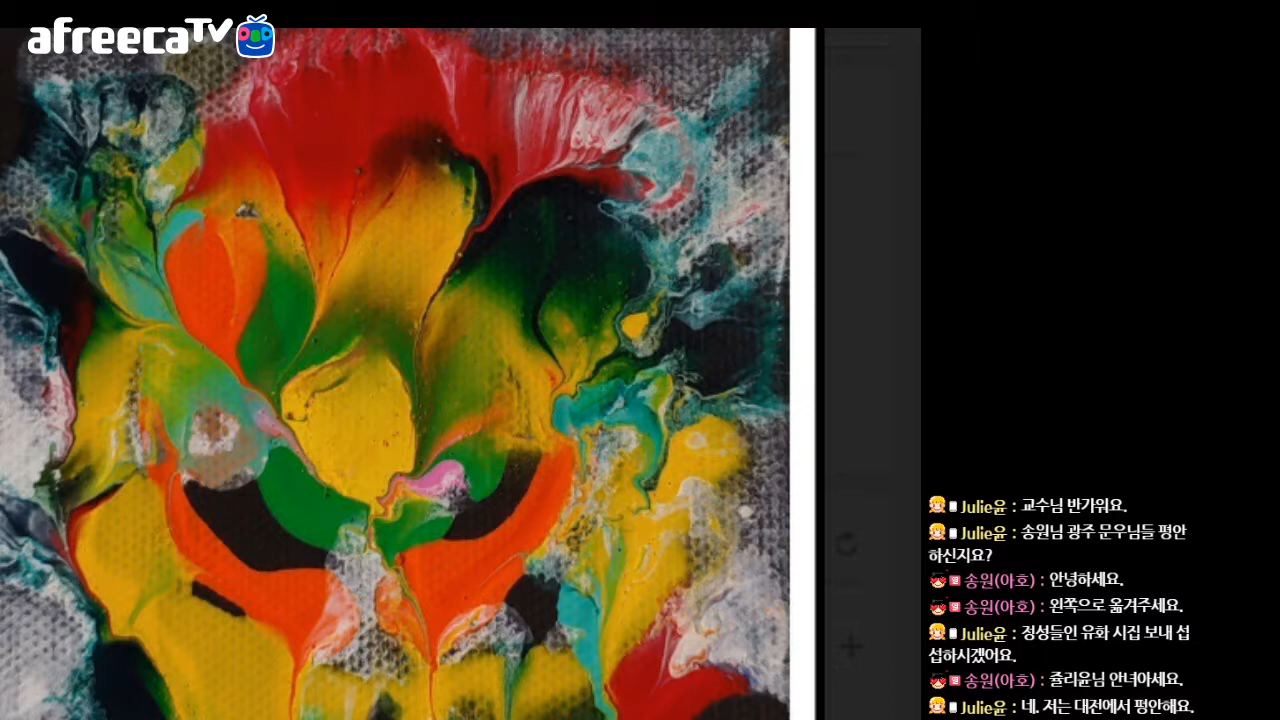 afreecaTV
Julie윤 : 교수님 반가워요.
Julie윤 : 송원님 광주 문우님들 평안
하신지요?
송원(아호) : 안녕하세요.
송원(아호) : 왼쪽으로 옮겨주세요.
Julie윤 : 정성들인 유화 시집 보내 섭
섭하시겠어요.
송원(아호) : 쥴리윤님 안녀아세요.
Julie윤 : 네. 저는 대전에서 평안해요.